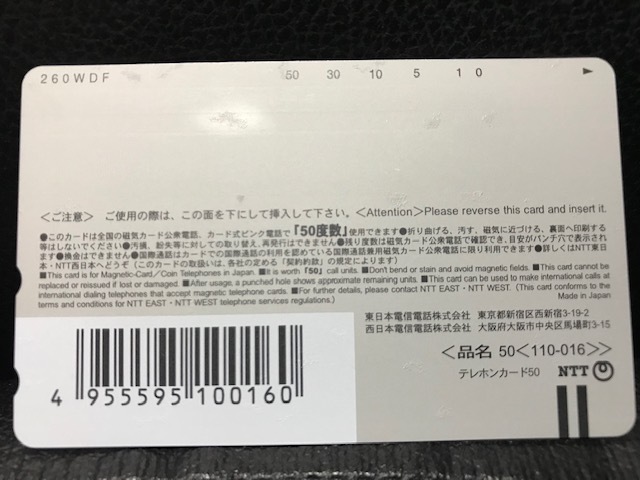 260WDF 50 30 10 5 1 0
＜ご注意＞ ご使用の際は、この面を下にして挿入して下さい。＜Attention＞Please reverse this card and insert it.
●このカードは全国の磁気カード公衆電話、カード式ピンク電話で「50度数」使用できます●折り曲げる、汚す、磁気に近づける、裏面へ印刷する
等はしないでください●汚損、紛失等に対しての取り替え、再発行はできません●残り度数は磁気カード公衆電話で確認でき、目安がパンチ穴で表示されま
す●換金はできません●国際通話はカードでの国際通話の利用を認めている国際通話兼用磁気カード公衆電話に限り利用できます●詳しくはNTT東日
本・NTT西日本へどうぞ（このカードの取扱いは、各社の定める「契約約款」の規定によります）
■This card is for Magnetic-Card／Coin Telephones in Japan. ■It is worth「50」call units. ■Don't bend or stain and avoid magnetic fields. ■This card cannot be
replaced or reissued if lost or damaged. ■After usage, a punched hole shows approximate remaining units. ■This card can be used to make international calls at
international dialing telephones that accept magnetic telephone cards. ■For further details, please contact NTT EAST・NTT WEST. (This card conforms to the
terms and conditions for NTT EAST・NTT WEST telephone services regulations.) Made in Japan
東日本電信電話株式会社 東京都新宿区西新宿3-19-2
西日本電信電話株式会社 大阪府大阪市中央区馬場町3-15
＜品名 50＜110-016＞＞
テレホンカード50 NTT
4 955595 100160